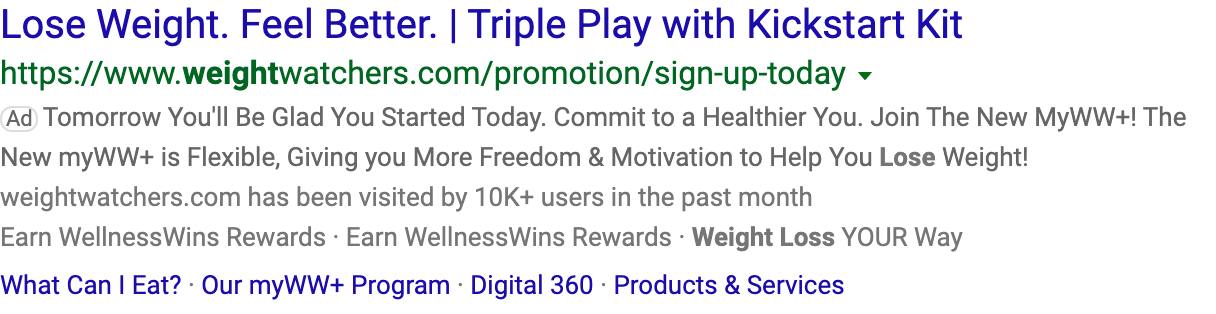 Lose Weight. Feel Better. | Triple Play with Kickstart Kit
https://www.weightwatchers.com/promotion/sign-up-today
Ad Tomorrow You'll Be Glad You Started Today. Commit to a Healthier You. Join The New MyWW+! The
New myWW+ is Flexible, Giving you More Freedom & Motivation to Help You Lose Weight!
weightwatchers.com has been visited by 10K+ users in the past month
Earn WellnessWins Rewards · Earn WellnessWins Rewards · Weight Loss YOUR Way
What Can I Eat? · Our myWW+ Program · Digital 360 · Products & Services